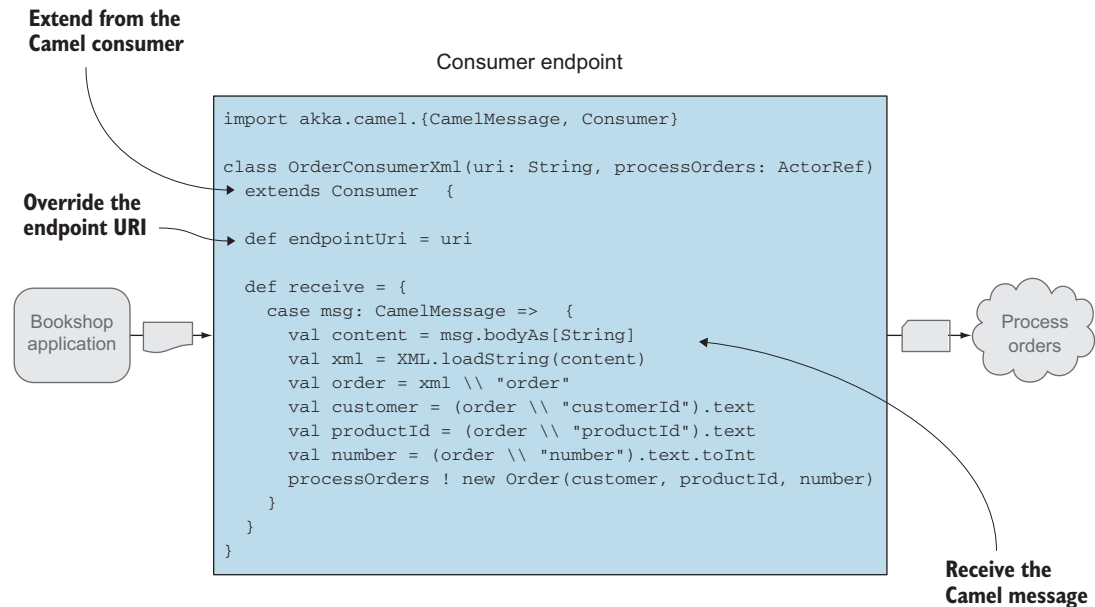 Extend from the
Camel consumer
Consumer endpoint
import akka.camel.{CamelMessage, Consumer}
class OrderConsumerXml(uri: String, processOrders: ActorRef)
extends Consumer {
Override the
endpoint URI
def endpointUri = uri
def receive = {
case msg: CamelMessage => {
val content = msg.bodyAs[String]
val xml = XML.loadString(content)
val order = xml \\ "order"
val customer = (order \\ "customerId").text
val productId = (order \\ "productId").text
val number = (order \\ "number").text.toInt
processOrders ! new Order(customer, productId, number)
}
}
}
Bookshop
application
Process
orders
Receive the
Camel message